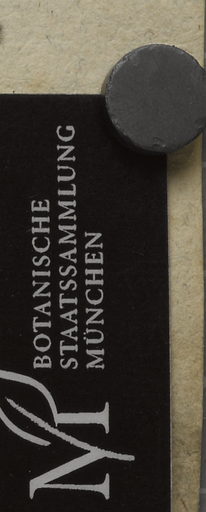 BOTANISCHE
STAATSSAMMLUNG
MÜNCHEN
M